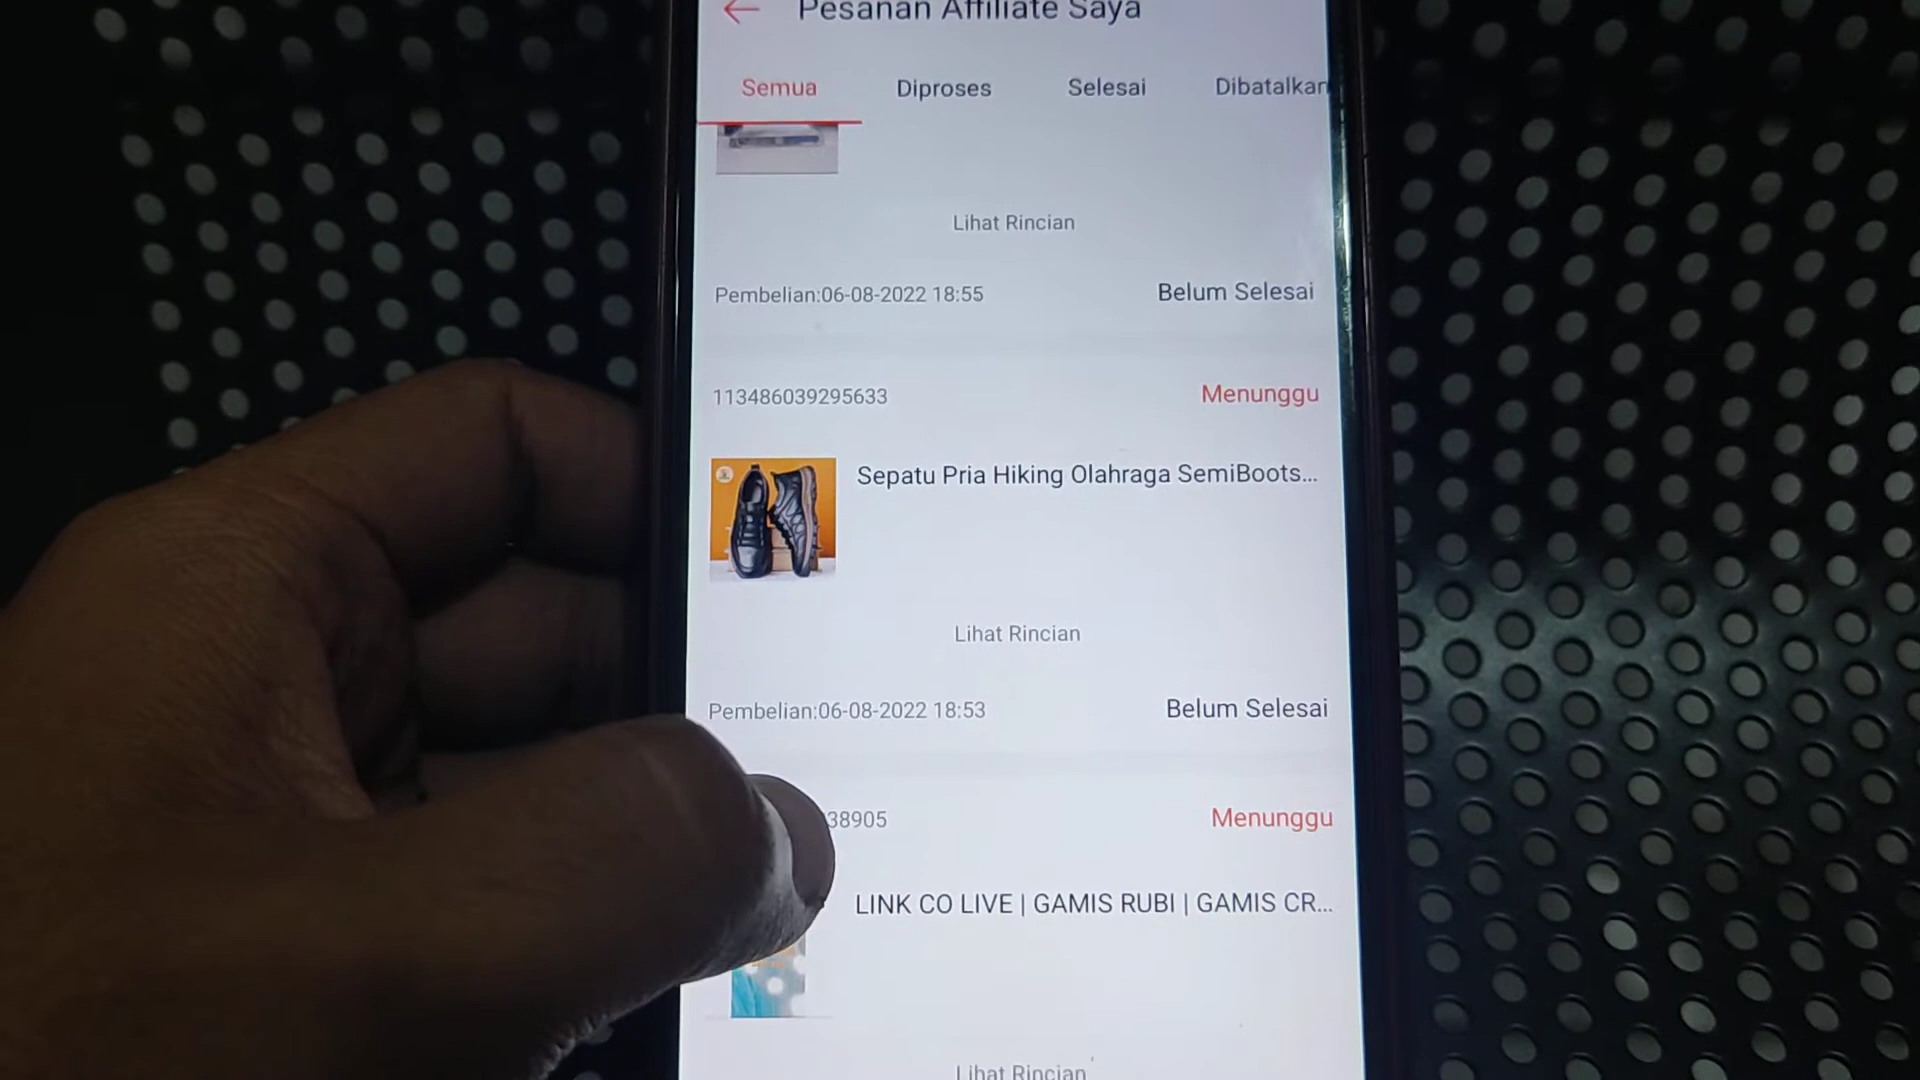 Pesanan Affiliate Saya
Semua Diproses Selesai Dibatalkan
Lihat Rincian
Pembelian:06-08-2022 18:55 Belum Selesai
113486039295633 Menunggu
Sepatu Pria Hiking Olahraga SemiBoots...
Lihat Rincian
Pembelian:06-08-2022 18:53 Belum Selesai
38905 Menunggu
LINK CO LIVE | GAMIS RUBI | GAMIS CR...
Lihat Rincian